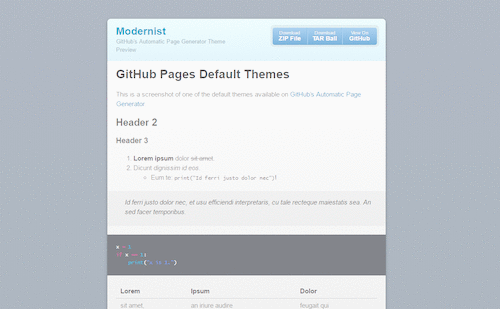 Modernist
GitHub's Automatic Page Generator Theme
Preview
Download
ZIP File
Download
TAR Ball
View On
GitHub
GitHub Pages Default Themes
This is a screenshot of one of the default themes available on GitHub's Automatic Page
Generator
Header 2
Header 3
1. Lorem ipsum dolor sit amet.
2. Dicunt dignissim id eos.
Eum te: print("Id ferri justo dolor nec")!
Id ferri justo dolor nec, et usu efficiendi interpretaris, cu tale recteque maiestatis sea. An
sed facer temporibus.
x = 1
if x == 1:
print("x is 1.")
Lorem Ipsum Dolor
sit amet, an iriure audire feugait qui